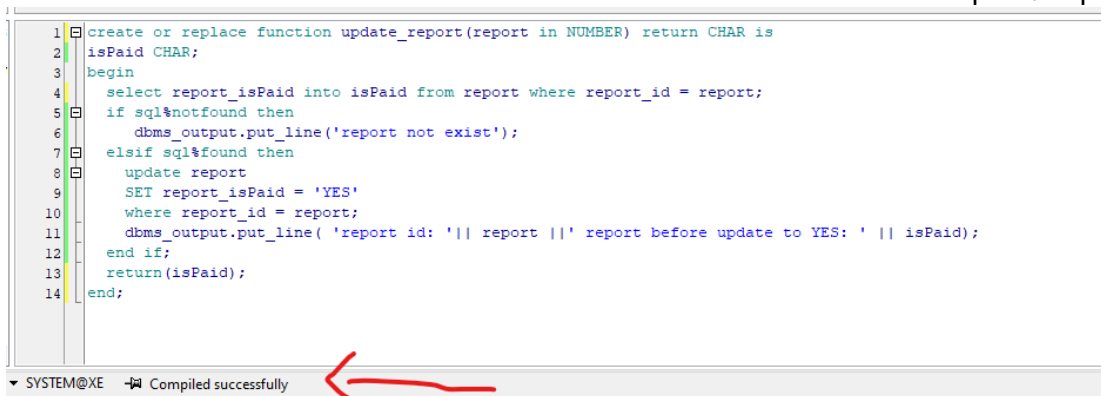 1 create or replace function update_report(report in NUMBER) return CHAR is
2 isPaid CHAR;
3 begin
4 select report_isPaid into isPaid from report where report_id = report;
5 if sql%notfound then
6 dbms_output.put_line('report not exist');
7 elsif sql%found then
8 update report
9 SET report_isPaid = 'YES'
10 where report_id = report;
11 dbms_output.put_line( 'report id: '|| report ||' report before update to YES: ' || isPaid);
12 end if;
13 return(isPaid);
14 end;
SYSTEM@XE Compiled successfully